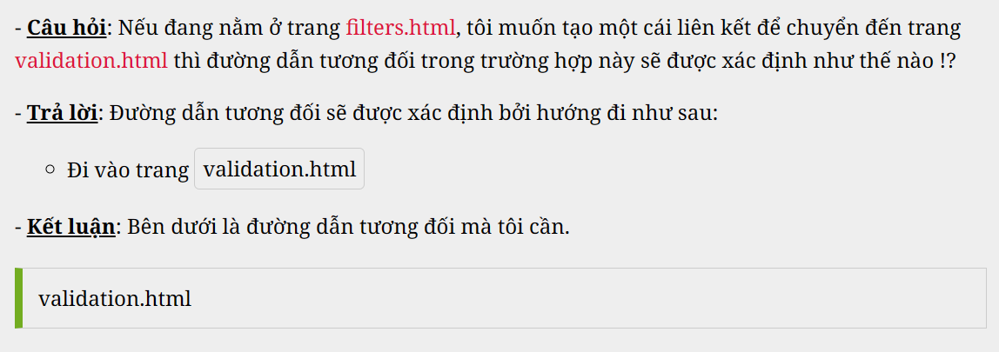 - Câu hỏi: Nếu đang nằm ở trang filters.html, tôi muốn tạo một cái liên kết để chuyển đến trang
validation.html thì đường dẫn tương đối trong trường hợp này sẽ được xác định như thế nào !?
- Trả lời: Đường dẫn tương đối sẽ được xác định bởi hướng đi như sau:
Đi vào trang validation.html
- Kết luận: Bên dưới là đường dẫn tương đối mà tôi cần.
validation.html